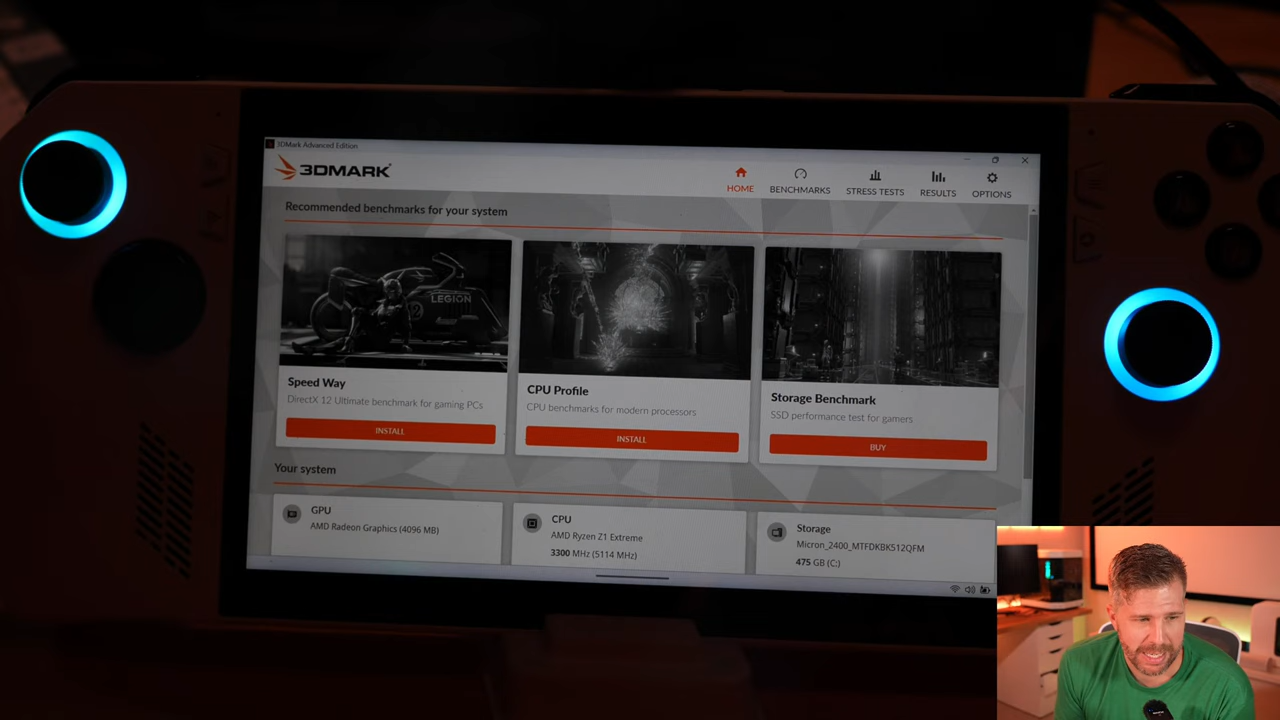 3DMark Advanced Edition
3DMARK
HOME
BENCHMARKS
STRESS TESTS
RESULTS
OPTIONS
Recommended benchmarks for your system
LEGION
Speed Way
DirectX 12 Ultimate benchmark for gaming PCs
INSTALL
CPU Profile
CPU benchmarks for modern processors
INSTALL
Storage Benchmark
SSD performance test for gamers
BUY
Your system
GPU
AMD Radeon Graphics (4096 MB)
CPU
AMD Ryzen Z1 Extreme
3300 MHz (5114 MHz)
Storage
Micron_2400_MTFDKBK512QFM
475 GB (C:)